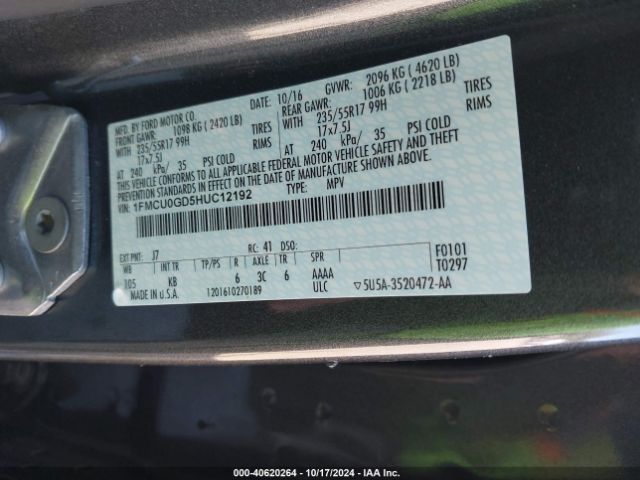 MFD. BY FORD MOTOR CO.
DATE: 10/16 GVWR: 2096 KG ( 4620 LB)
FRONT GAWR: 1098 KG ( 2420 LB) REAR GAWR: 1006 KG ( 2218 LB)
WITH 235/55R17 99H TIRES WITH 235/55R17 99H TIRES
17x7.5J RIMS 17x7.5J RIMS
AT 240 kPa/ 35 PSI COLD AT 240 kPa/ 35 PSI COLD
THIS VEHICLE CONFORMS TO ALL APPLICABLE FEDERAL MOTOR VEHICLE SAFETY AND THEFT
PREVENTION STANDARDS IN EFFECT ON THE DATE OF MANUFACTURE SHOWN ABOVE.
VIN: 1FMCU0GD5HUC12192 TYPE: MPV
EXT PNT: J7 RC: 41 DSO: F0101
WB INT TR TP/PS R AXLE TR SPR T0297
105 KB 6 3C 6 AAAA
MADE IN U.S.A. 1201610270189 ULC ▽5U5A-3520472-AA
000-40620264 | 10/17/2024 | IAA Inc.